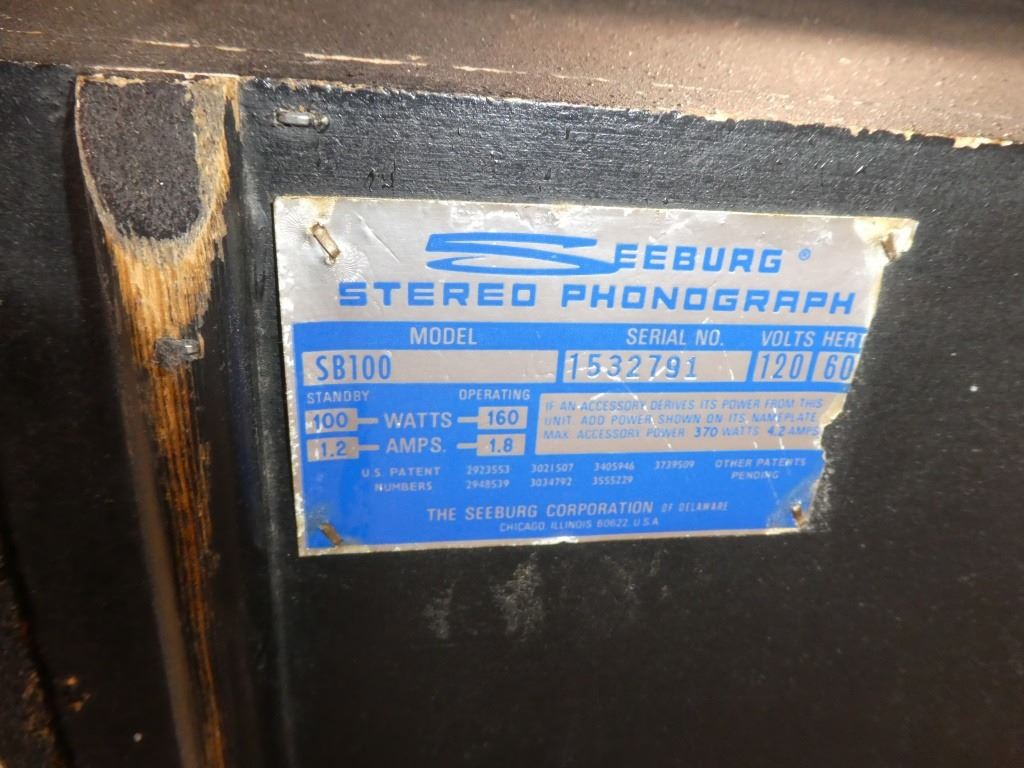 SEEBURG ®
STEREO PHONOGRAPH
MODEL SERIAL NO. VOLTS HERT
SB100 1532791 120 60
STANDBY OPERATING
100 WATTS 160
1.2 AMPS. 1.8
IF AN ACCESSORY DERIVES ITS POWER FROM THIS
UNIT, ADD POWER SHOWN ON ITS NAMEPLATE
MAX. ACCESSORY POWER 370 WATTS 4.2 AMPS
U.S. PATENT 2923553 3021507 3405946 3739509 OTHER PATENTS
NUMBERS 2948539 3034792 3555229 PENDING
THE SEEBURG CORPORATION OF DELAWARE
CHICAGO, ILLINOIS 60622 U.S.A.